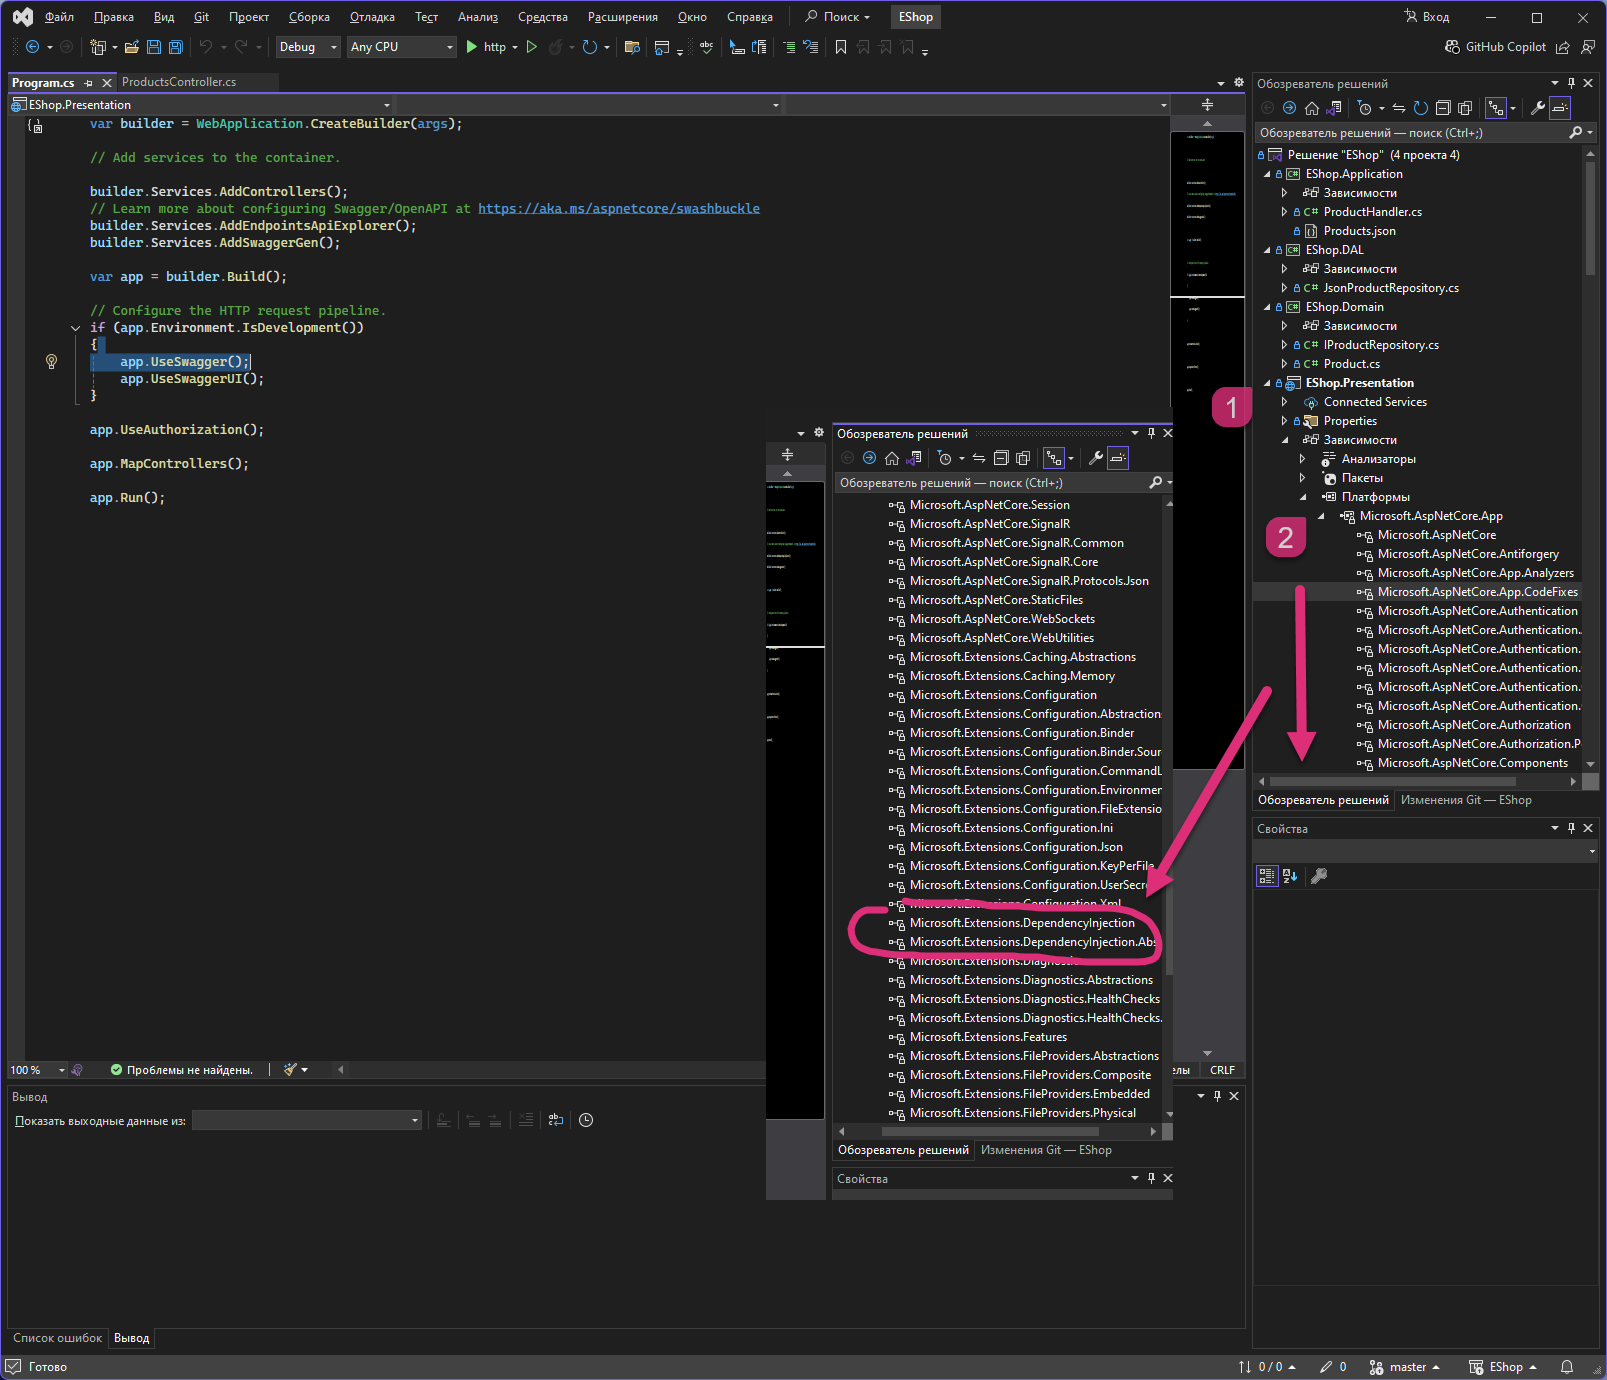 Файл Правка Вид Git Проект Сборка Отладка Тест Анализ Средства Расширения Окно Справка Поиск EShop Вход
Debug Any CPU http GitHub Copilot
Program.cs ProductsController.cs
EShop.Presentation
var builder = WebApplication.CreateBuilder(args);
// Add services to the container.
builder.Services.AddControllers();
// Learn more about configuring Swagger/OpenAPI at https://aka.ms/aspnetcore/swashbuckle
builder.Services.AddEndpointsApiExplorer();
builder.Services.AddSwaggerGen();
var app = builder.Build();
// Configure the HTTP request pipeline.
if (app.Environment.IsDevelopment())
{
app.UseSwagger();
app.UseSwaggerUI();
}
app.UseAuthorization();
app.MapControllers();
app.Run();
100 % Проблемы не найдены.
елы CRLF
Вывод
Показать выходные данные из:
Список ошибок Вывод
Готово
Обозреватель решений
Обозреватель решений — поиск (Ctrl+;)
Microsoft.AspNetCore.Session
Microsoft.AspNetCore.SignalR
Microsoft.AspNetCore.SignalR.Common
Microsoft.AspNetCore.SignalR.Core
Microsoft.AspNetCore.SignalR.Protocols.Json
Microsoft.AspNetCore.StaticFiles
Microsoft.AspNetCore.WebSockets
Microsoft.AspNetCore.WebUtilities
Microsoft.Extensions.Caching.Abstractions
Microsoft.Extensions.Caching.Memory
Microsoft.Extensions.Configuration
Microsoft.Extensions.Configuration.Abstraction
Microsoft.Extensions.Configuration.Binder
Microsoft.Extensions.Configuration.Binder.Sour
Microsoft.Extensions.Configuration.CommandL
Microsoft.Extensions.Configuration.Environmen
Microsoft.Extensions.Configuration.FileExtensio
Microsoft.Extensions.Configuration.Ini
Microsoft.Extensions.Configuration.Json
Microsoft.Extensions.Configuration.KeyPerFile
Microsoft.Extensions.Configuration.UserSecre
Microsoft.Extensions.Configuration.Xml
Microsoft.Extensions.DependencyInjection
Microsoft.Extensions.DependencyInjection.Abs
Microsoft.Extensions.Diagnostics
Microsoft.Extensions.Diagnostics.Abstractions
Microsoft.Extensions.Diagnostics.HealthChecks
Microsoft.Extensions.Diagnostics.HealthChecks.
Microsoft.Extensions.Features
Microsoft.Extensions.FileProviders.Abstractions
Microsoft.Extensions.FileProviders.Composite
Microsoft.Extensions.FileProviders.Embedded
Microsoft.Extensions.FileProviders.Physical
Обозреватель решений Изменения Git — EShop
Свойства
Обозреватель решений
Обозреватель решений — поиск (Ctrl+;)
Решение "EShop" (4 проекта 4)
EShop.Application
Зависимости
C# ProductHandler.cs
Products.json
EShop.DAL
Зависимости
C# JsonProductRepository.cs
EShop.Domain
Зависимости
C# IProductRepository.cs
C# Product.cs
1 EShop.Presentation
Connected Services
Properties
Зависимости
Анализаторы
Пакеты
Платформы
Microsoft.AspNetCore.App
2 Microsoft.AspNetCore
Microsoft.AspNetCore.Antiforgery
Microsoft.AspNetCore.App.Analyzers
Microsoft.AspNetCore.App.CodeFixes
Microsoft.AspNetCore.Authentication
Microsoft.AspNetCore.Authentication.
Microsoft.AspNetCore.Authentication.
Microsoft.AspNetCore.Authentication.
Microsoft.AspNetCore.Authentication.
Microsoft.AspNetCore.Authentication.
Microsoft.AspNetCore.Authorization
Microsoft.AspNetCore.Authorization.P
Microsoft.AspNetCore.Components
Обозреватель решений Изменения Git — EShop
Свойства
0 / 0 0 master EShop